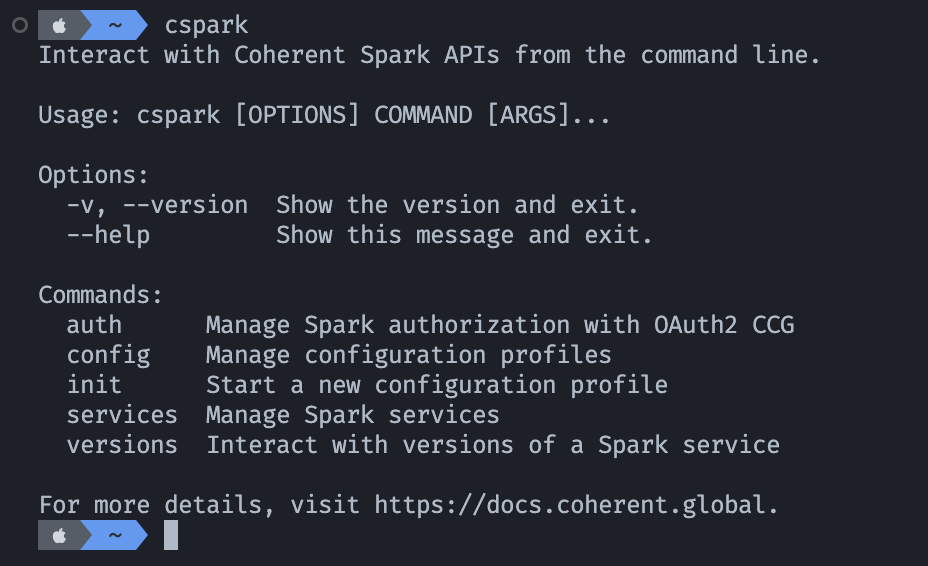 ~ cspark
Interact with Coherent Spark APIs from the command line.
Usage: cspark [OPTIONS] COMMAND [ARGS]...
Options:
-v, --version  Show the version and exit.
--help         Show this message and exit.
Commands:
auth      Manage Spark authorization with OAuth2 CCG
config    Manage configuration profiles
init      Start a new configuration profile
services  Manage Spark services
versions  Interact with versions of a Spark service
For more details, visit https://docs.coherent.global.
~